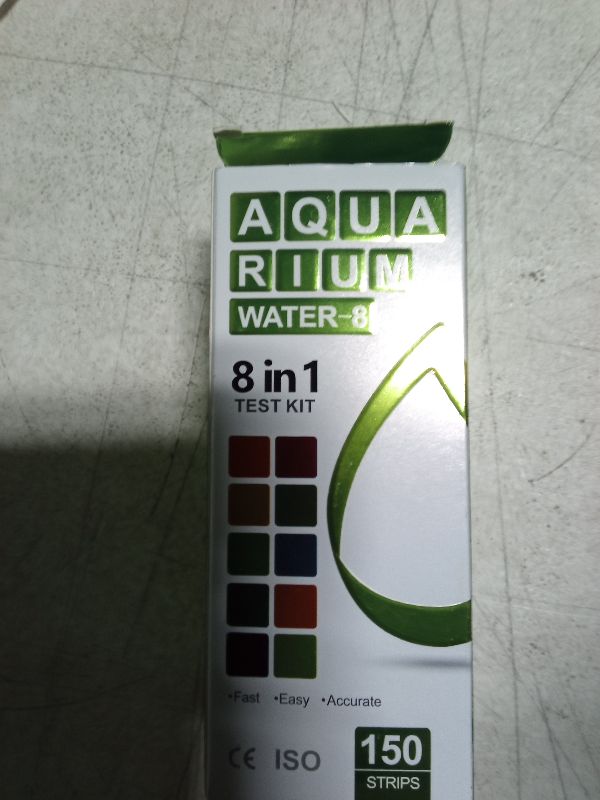 AQUA
RIUM
WATER-8
8 in 1
TEST KIT
•Fast •Easy •Accurate
CE ISO
150
STRIPS